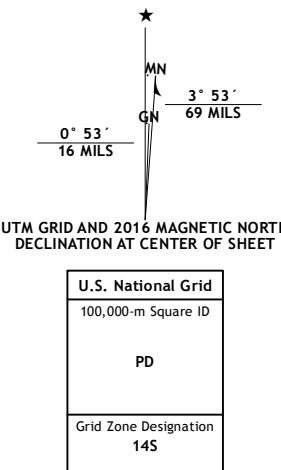 ★
MN
3° 53´
69 MILS
GN
0° 53´
16 MILS
UTM GRID AND 2016 MAGNETIC NORTH
DECLINATION AT CENTER OF SHEET
U.S. National Grid
100,000-m Square ID
PD
Grid Zone Designation
14S